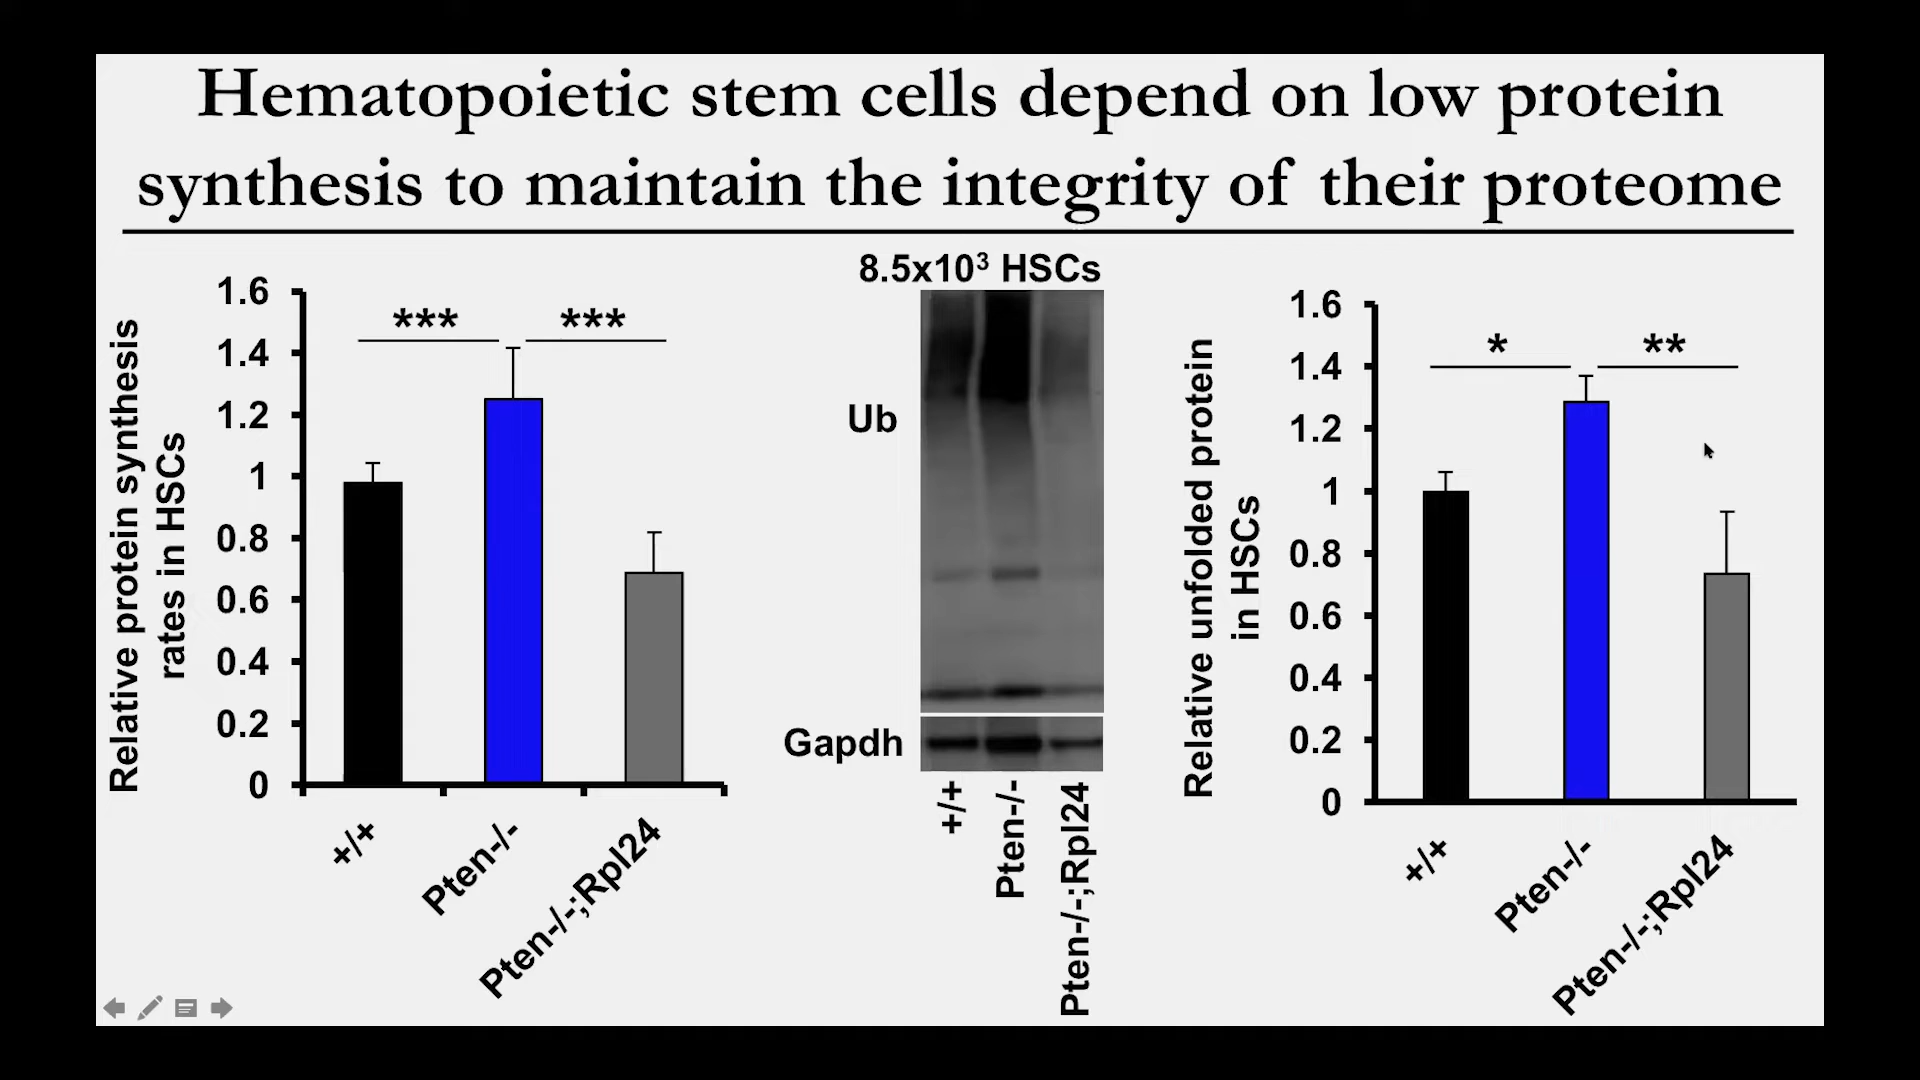 Hematopoietic stem cells depend on low protein
synthesis to maintain the integrity of their proteome
Relative protein synthesis
rates in HSCs
1.6
1.4
1.2
1
0.8
0.6
0.4
0.2
0
***
***
+/+
Pten-/-
Pten-/-;Rpl24
8.5x10³ HSCs
Ub
Gapdh
+/+
Pten-/-
Pten-/-;Rpl24
Relative unfolded protein
in HSCs
1.6
1.4
1.2
1
0.8
0.6
0.4
0.2
0
*
**
+/+
Pten-/-
Pten-/-;Rpl24